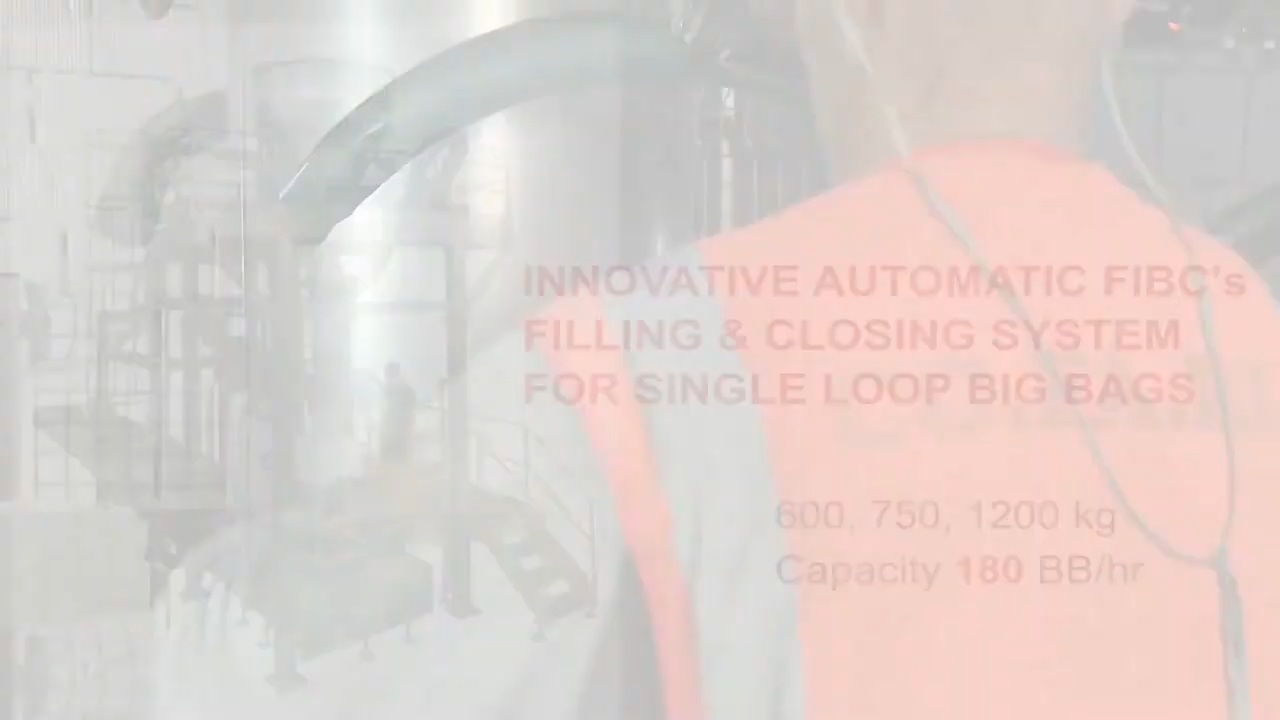 INNOVATIVE AUTOMATIC FIBC's
FILLING & CLOSING SYSTEM
FOR SINGLE LOOP BIG BAGS
600, 750, 1200 kg
Capacity 180 BB/hr